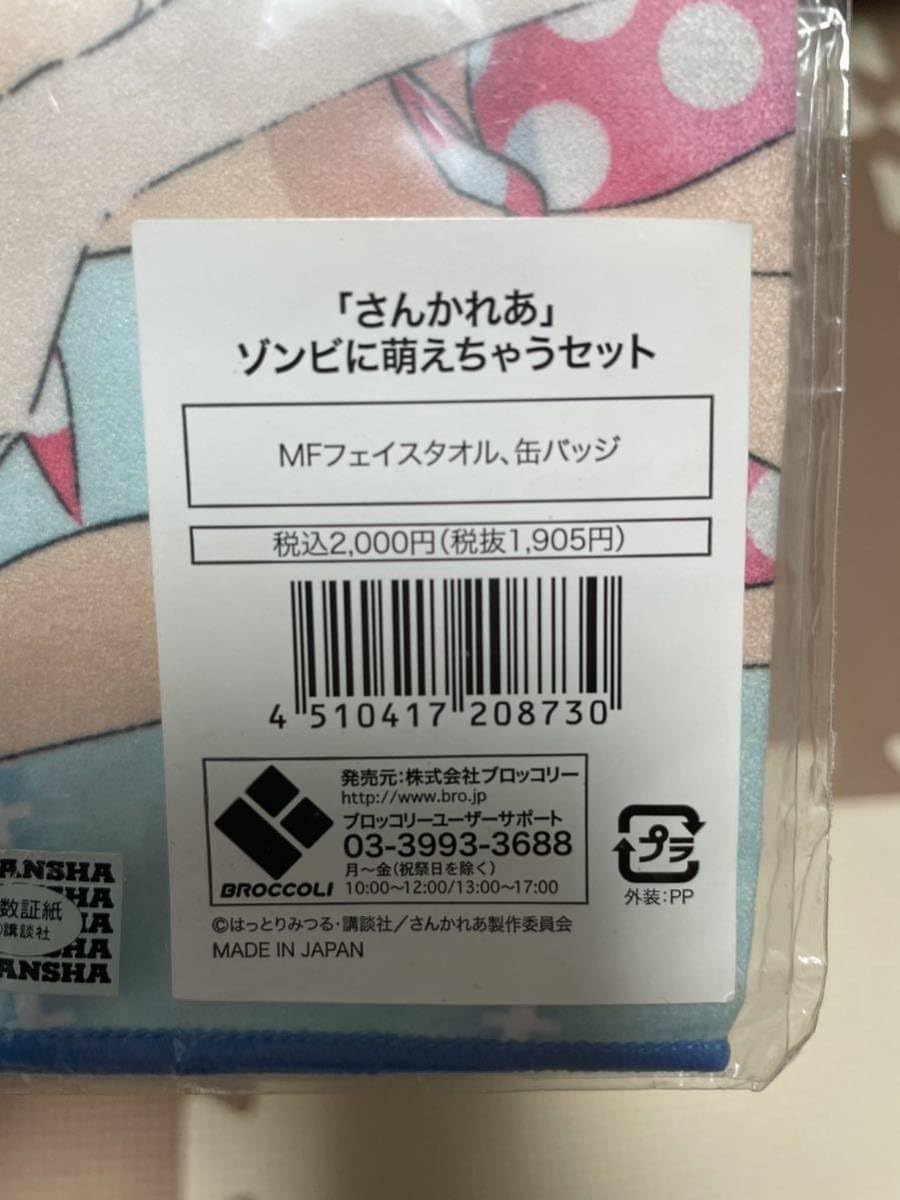 「さんかれあ」
ゾンビに萌えちゃうセット
MFフェイスタオル、缶バッジ
税込2,000円(税抜1,905円)
4 510417 208730
発売元:株式会社ブロッコリー
http://www.bro.jp
ブロッコリーユーザーサポート
03-3993-3688
月~金(祝祭日を除く)
10:00~12:00/13:00~17:00
BROCCOLI
プラ
外装:PP
©はっとりみつる・講談社/さんかれあ製作委員会
MADE IN JAPAN
ANSHA
SHA
数証紙
講談社
SHA
ANSHA